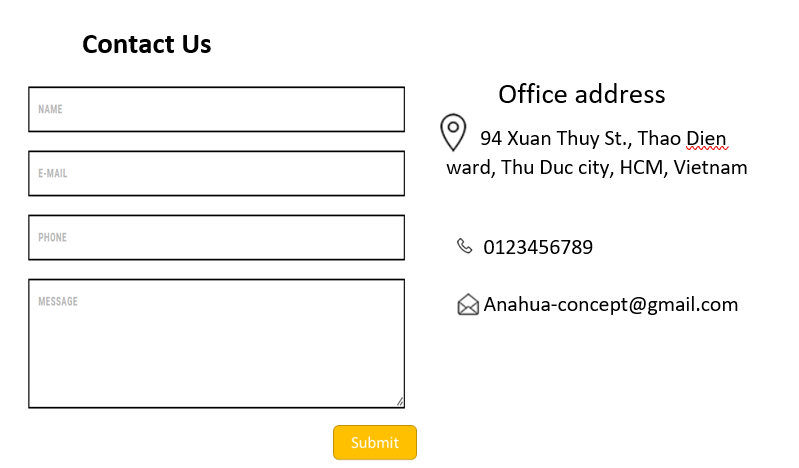 Contact Us
NAME
E-MAIL
PHONE
MESSAGE
Submit
Office address
94 Xuan Thuy St., Thao Dien
ward, Thu Duc city, HCM, Vietnam
0123456789
Anahua-concept@gmail.com